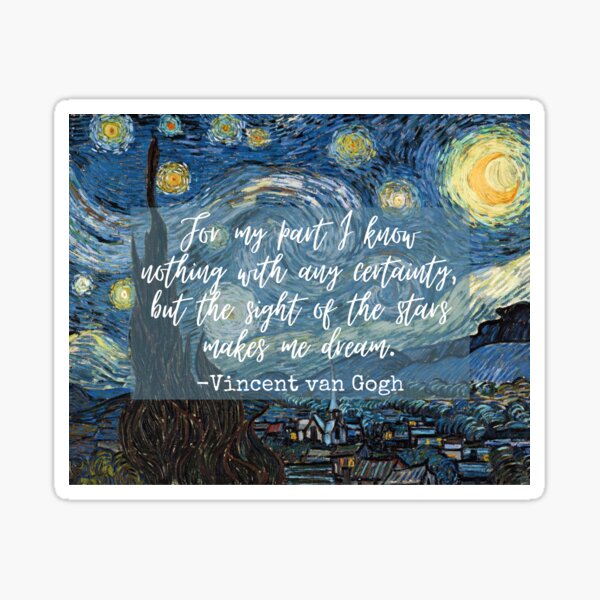 For my part I know
nothing with any certainty,
but the sight of the stars
makes me dream.
–Vincent van Gogh